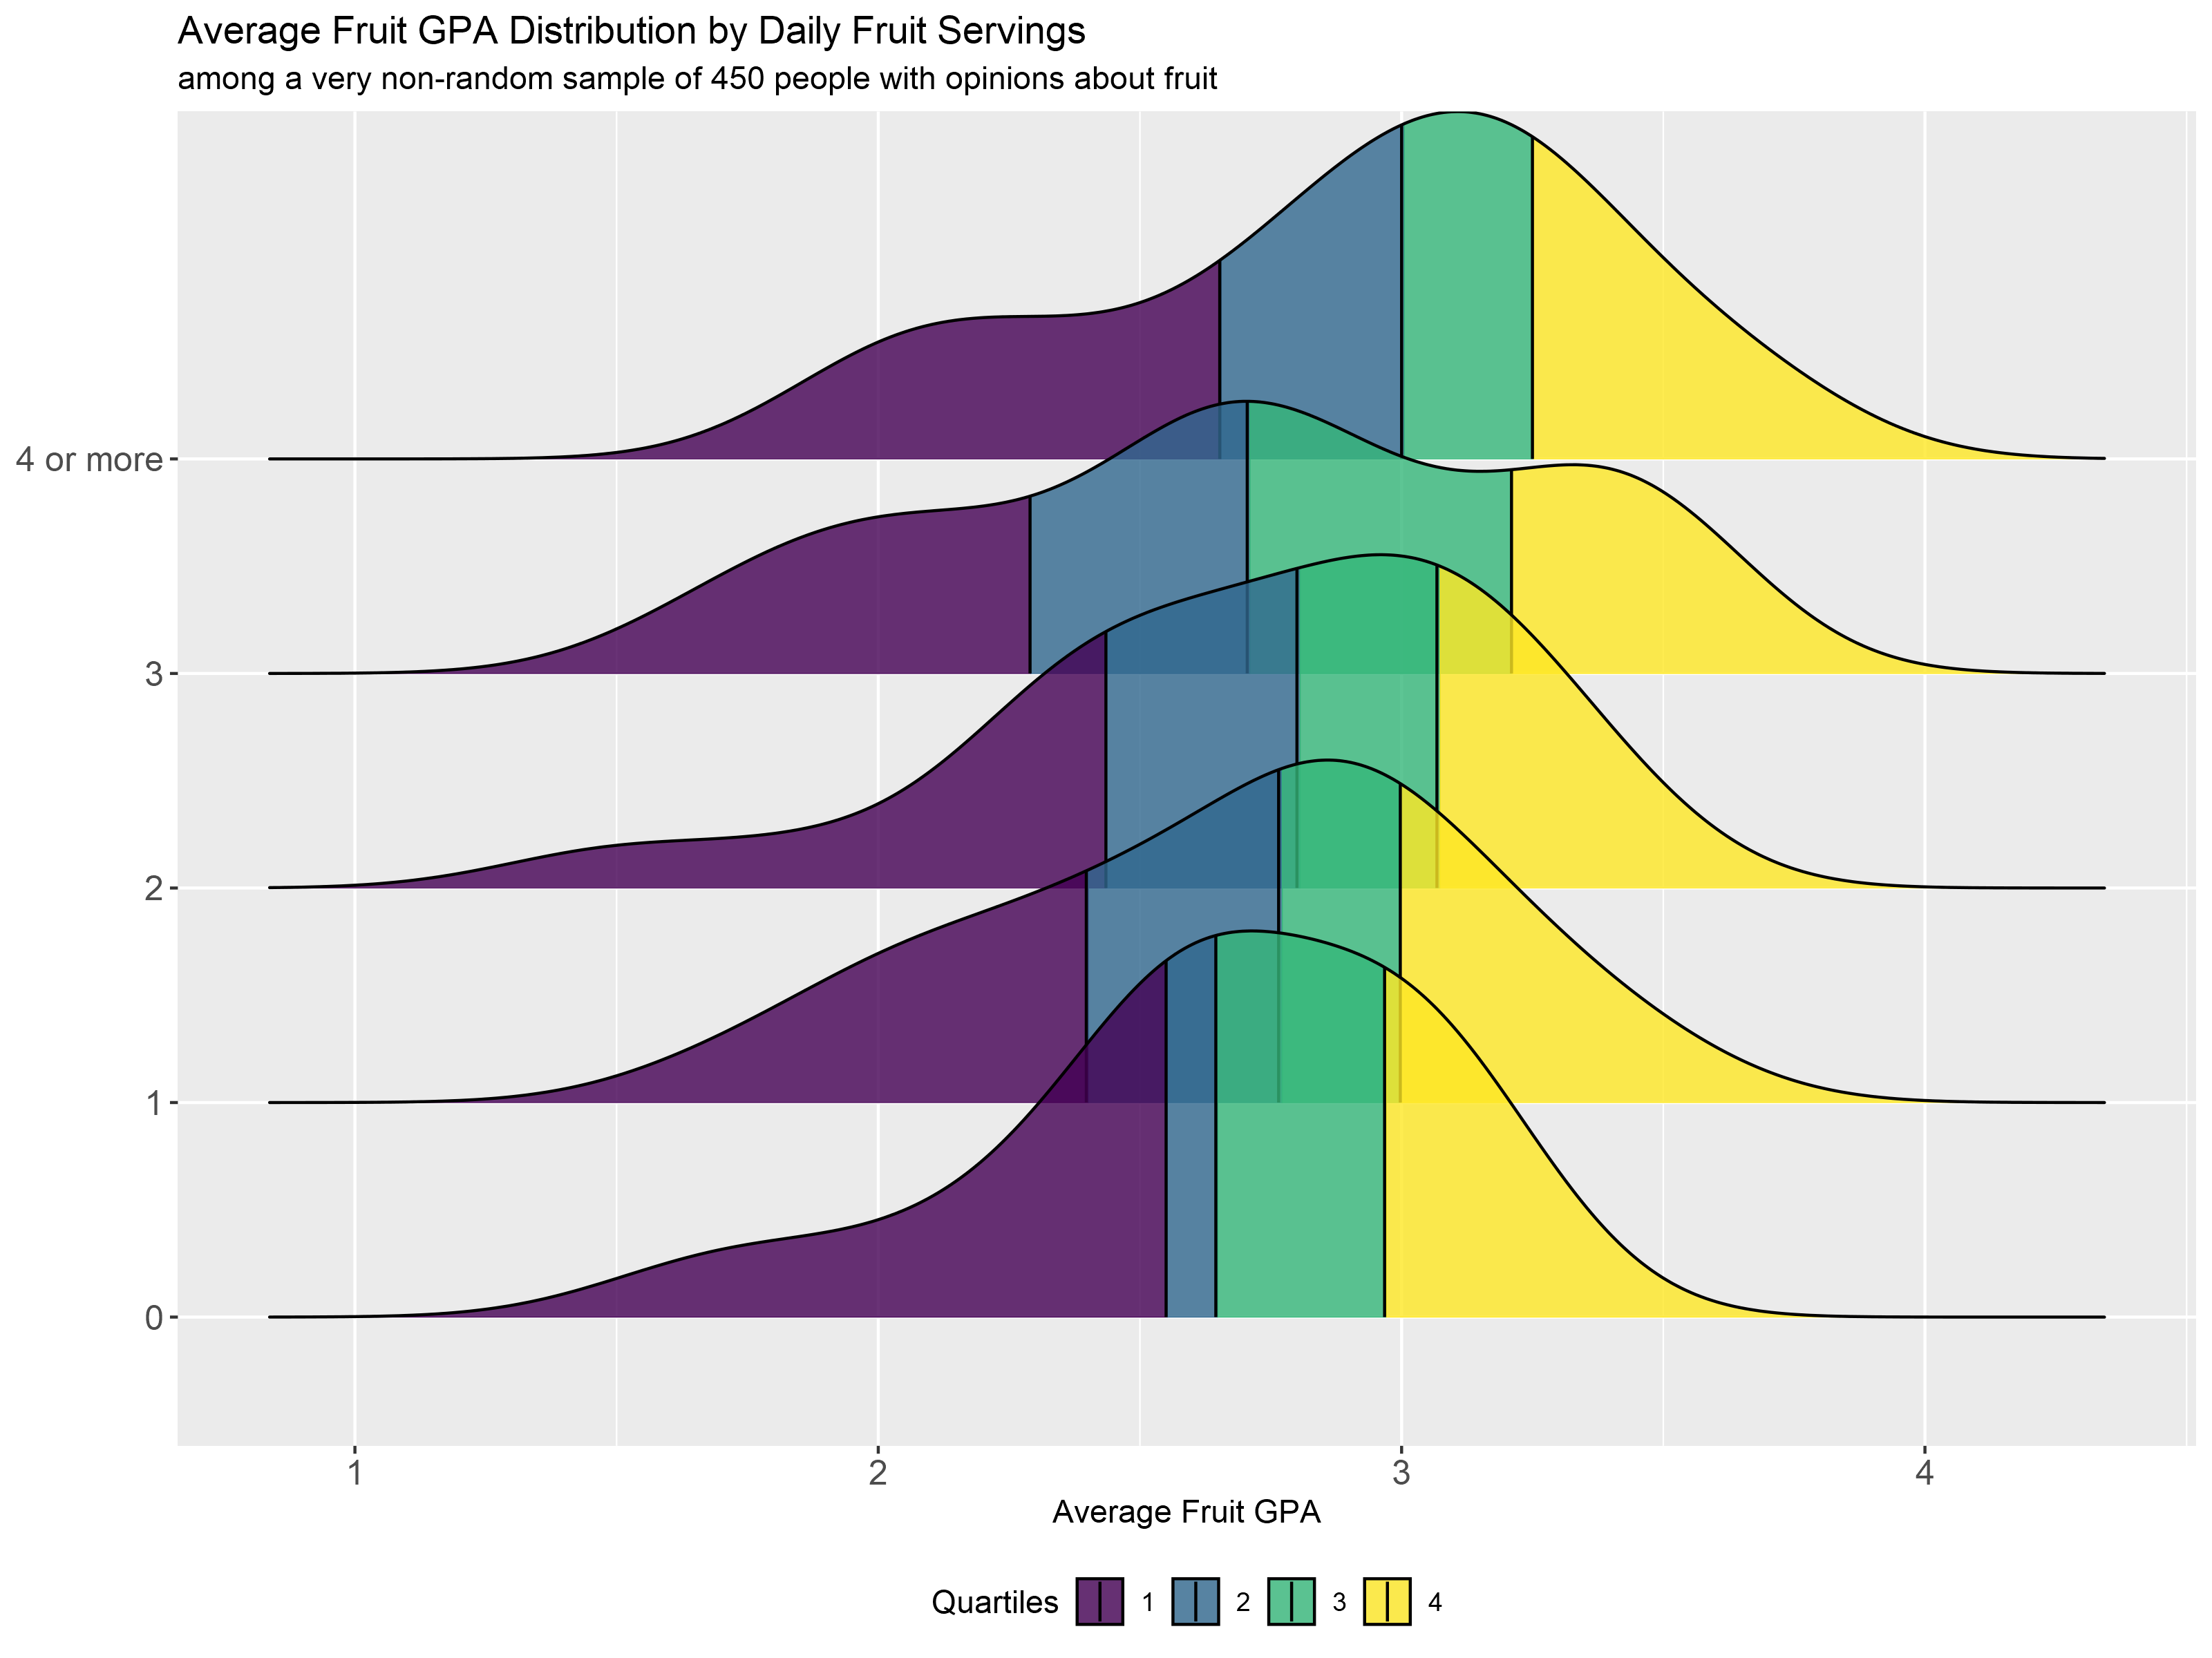 Average Fruit GPA Distribution by Daily Fruit Servings
among a very non-random sample of 450 people with opinions about fruit
4 or more
3
2
1
0
1 2 3 4
Average Fruit GPA
Quartiles 1 2 3 4